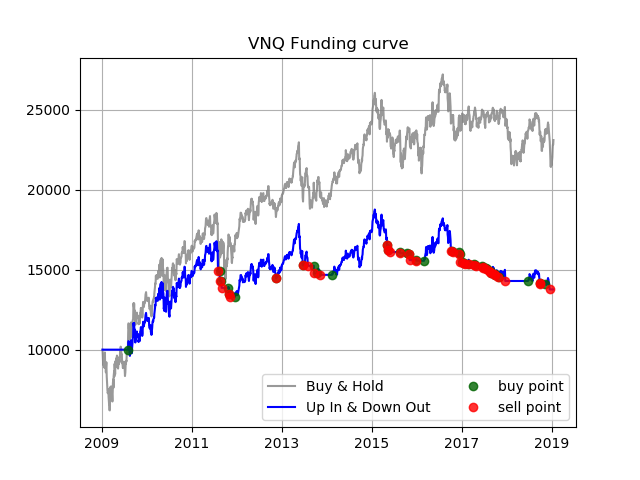 VNQ Funding curve
25000
20000
15000
10000
Buy & Hold
Up In & Down Out
buy point
sell point
2009 2011 2013 2015 2017 2019